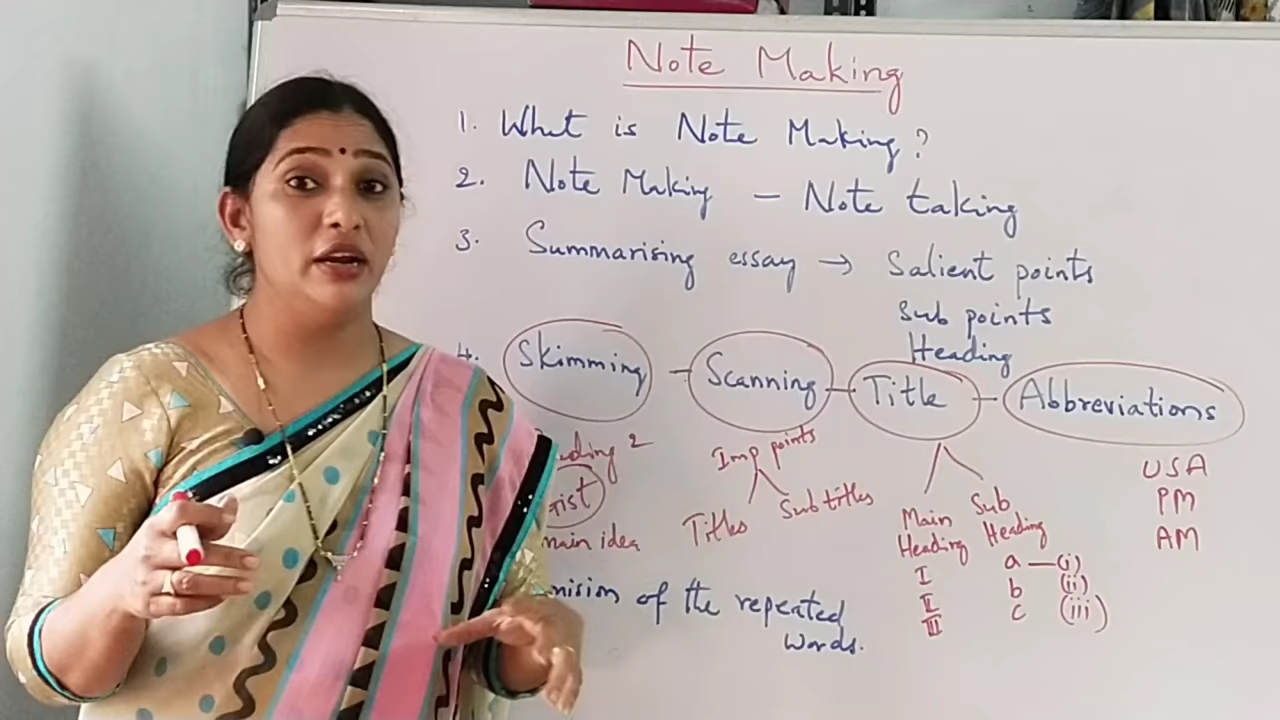 Note Making
1. What is Note Making?
2. Note Making - Note taking
3. Summarising essay → Salient points
Sub points
Heading
4. Skimming - Scanning - Title - Abbreviations
2
main idea
Imp points
Titles Sub titles
Main Heading
I
II
III
Sub Heading
a — (i)
b (ii)
c (iii)
USA
PM
AM
of the repeated
words.